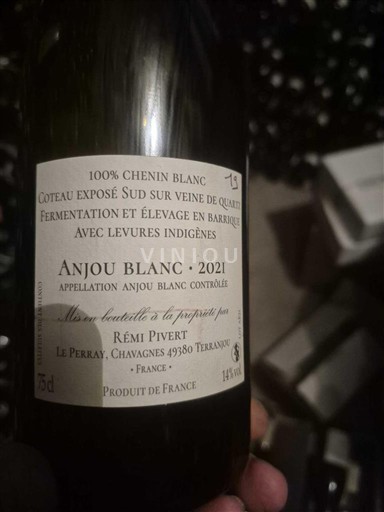 100% CHENIN BLANC
19
COTEAU EXPOSÉ SUD SUR VEINE DE QUARTZ
FERMENTATION ET ÉLEVAGE EN BARRIQUE
AVEC LEVURES INDIGÈNES
VINIOU
ANJOU BLANC • 2021
APPELLATION ANJOU BLANC CONTRÔLÉE
Mis en bouteille à la propriété par
RÉMI PIVERT
LE PERRAY, CHAVAGNES 49380 TERRANJOU
• FRANCE •
75cl
14% vol.
PRODUIT DE FRANCE